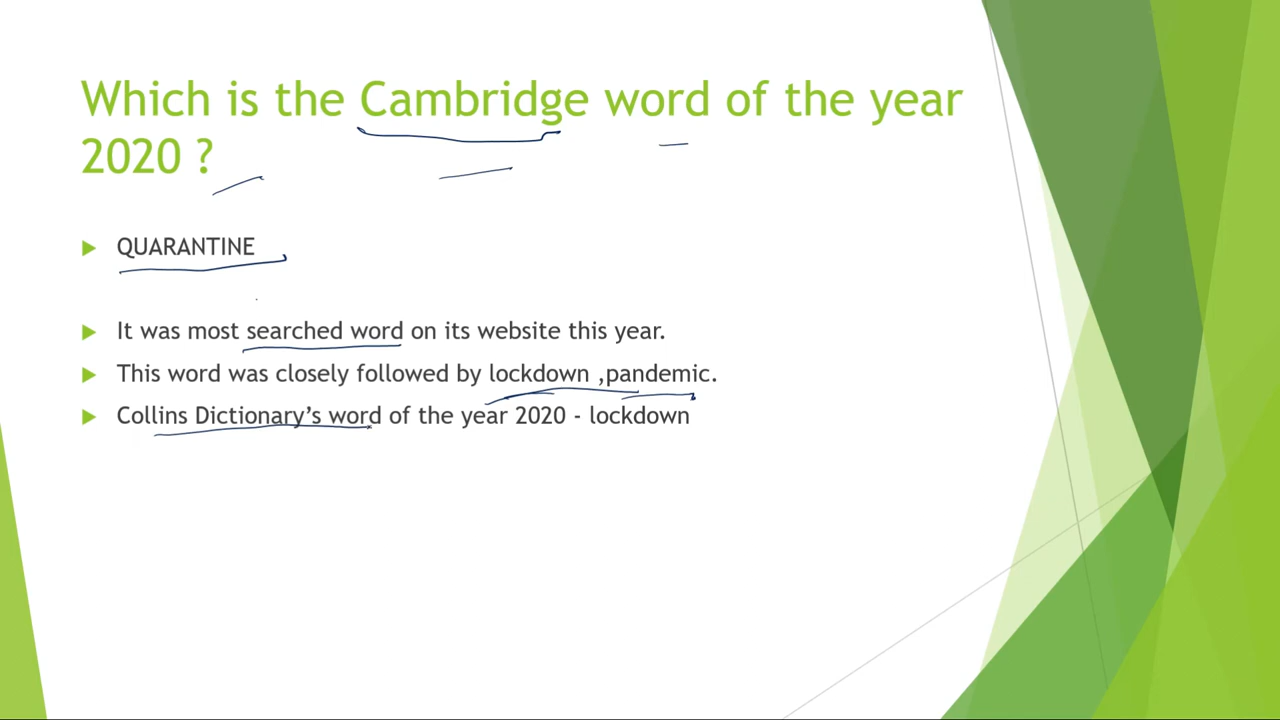 Which is the Cambridge word of the year
2020 ?
QUARANTINE
It was most searched word on its website this year.
This word was closely followed by lockdown ,pandemic.
Collins Dictionary’s word of the year 2020 - lockdown